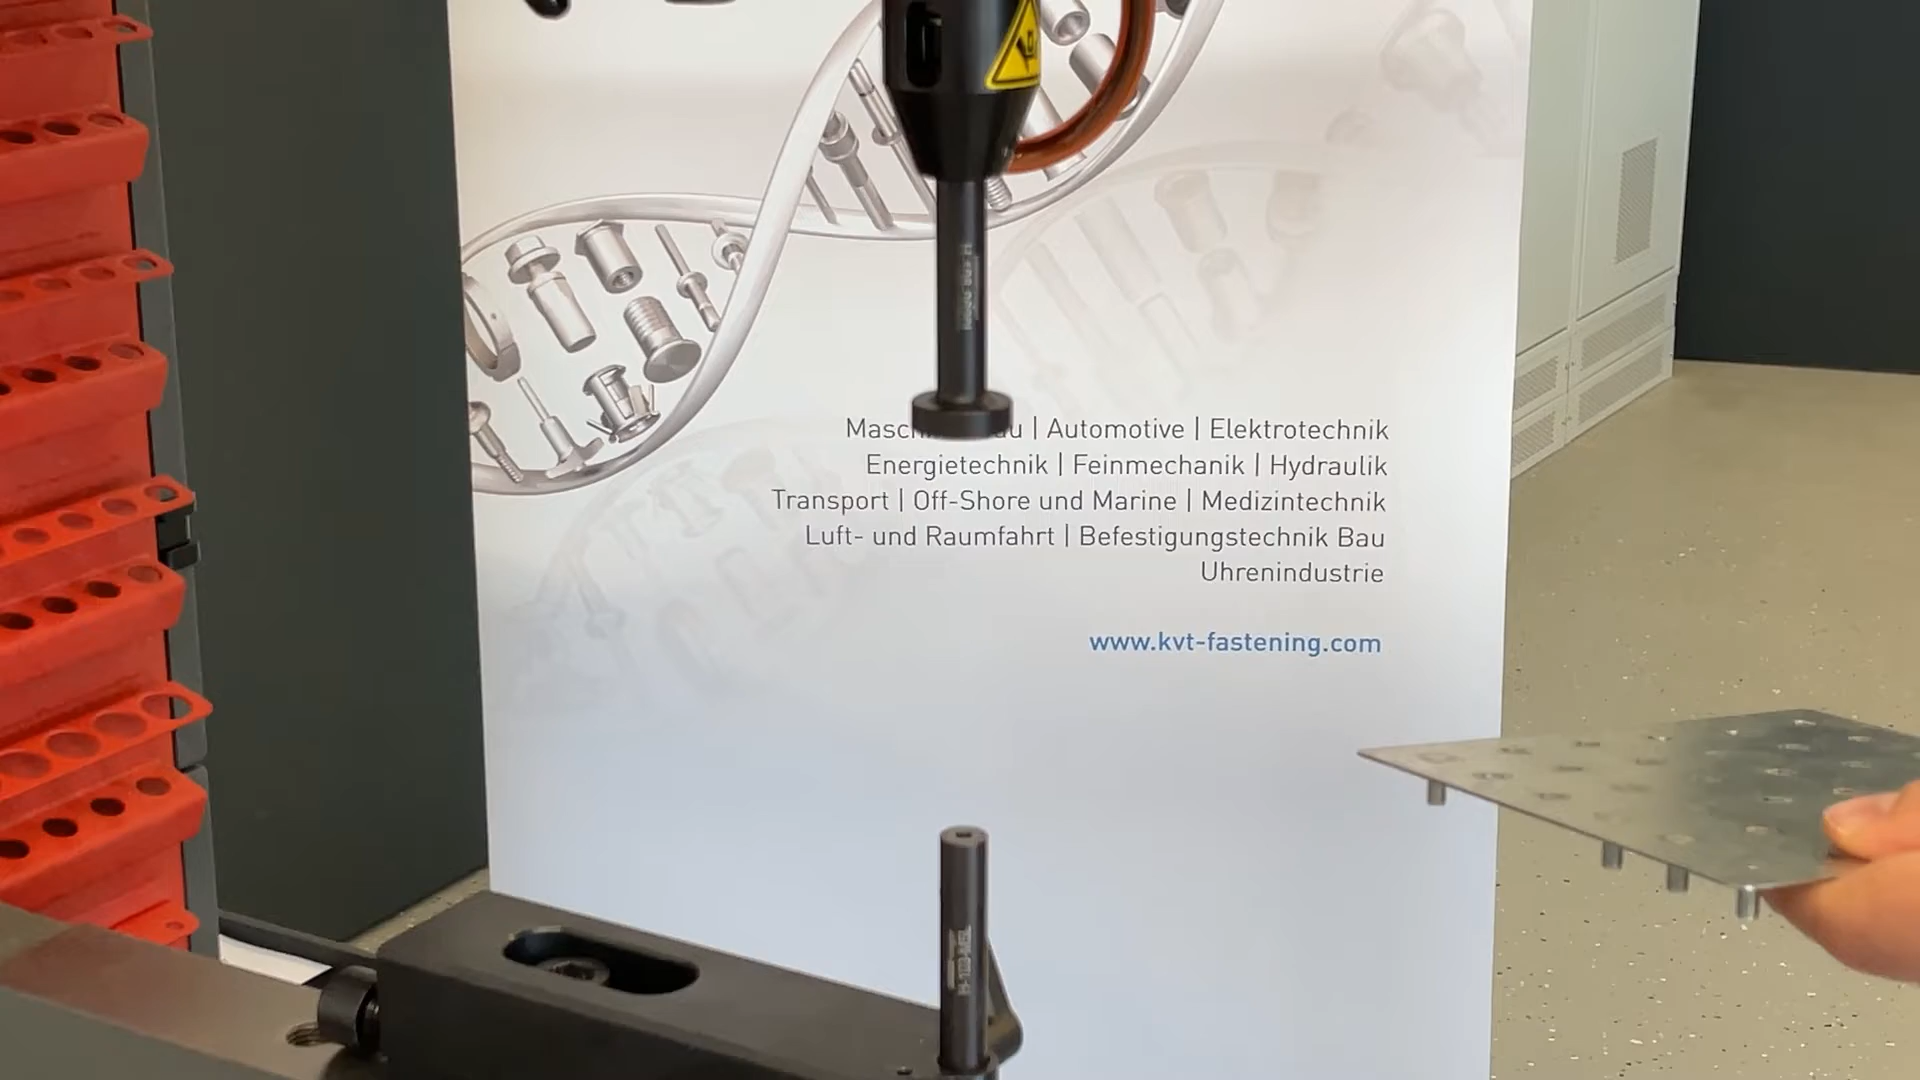 Masch au | Automotive | Elektrotechnik
Energietechnik | Feinmechanik | Hydraulik
Transport | Off-Shore und Marine | Medizintechnik
Luft- und Raumfahrt | Befestigungstechnik Bau
Uhrenindustrie
www.kvt-fastening.com